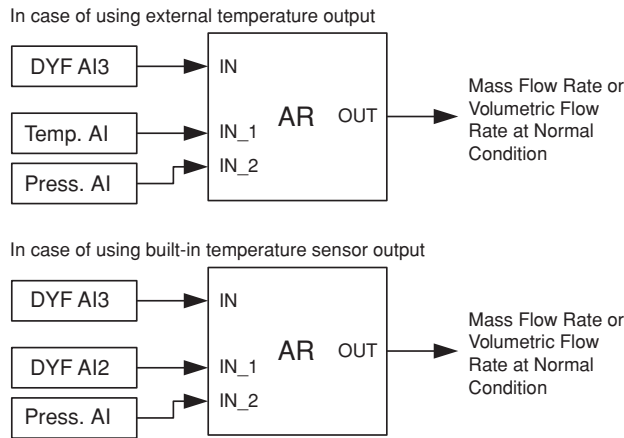 In case of using external temperature output
DYF AI3
IN
Temp. AI
IN_1
AR
OUT
Press. AI
IN_2
Mass Flow Rate or
Volumetric Flow
Rate at Normal
Condition
In case of using built-in temperature sensor output
DYF AI3
IN
DYF AI2
IN_1
AR
OUT
Press. AI
IN_2
Mass Flow Rate or
Volumetric Flow
Rate at Normal
Condition